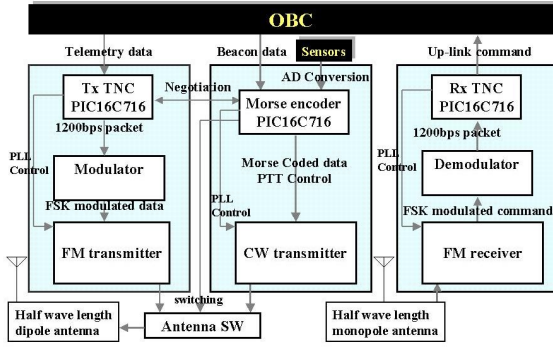 OBC
Telemetry data
Beacon data
Sensors
Up-link command
AD Conversion
Tx TNC
PIC16C716
Negotiation
Morse encoder
PIC16C716
Rx TNC
PIC16C716
1200bps packet
1200bps packet
PLL
Control
Modulator
Morse Coded data
PTT Control
PLL
Control
Demodulator
PLL
Control
FSK modulated data
FSK modulated command
FM transmitter
CW transmitter
FM receiver
switching
Half wave length
dipole antenna
Antenna SW
Half wave length
monopole antenna